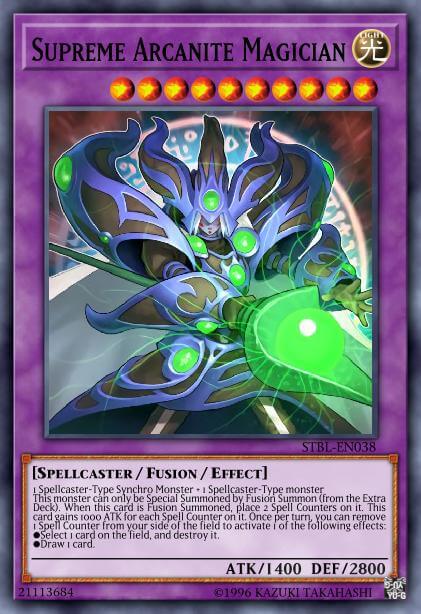 SUPREME ARCANITE MAGICIAN
LIGHT
光
STBL-EN038
[SPELLCASTER / FUSION / EFFECT]
1 Spellcaster-Type Synchro Monster + 1 Spellcaster-Type monster
This monster can only be Special Summoned by Fusion Summon (from the Extra
Deck). When this card is Fusion Summoned, place 2 Spell Counters on it. This
card gains 1000 ATK for each Spell Counter on it. Once per turn, you can remove
1 Spell Counter from your side of the field to activate 1 of the following effects:
●Select 1 card on the field, and destroy it.
●Draw 1 card.
ATK/1400 DEF/2800
21113684
©1996 KAZUKI TAKAHASHI